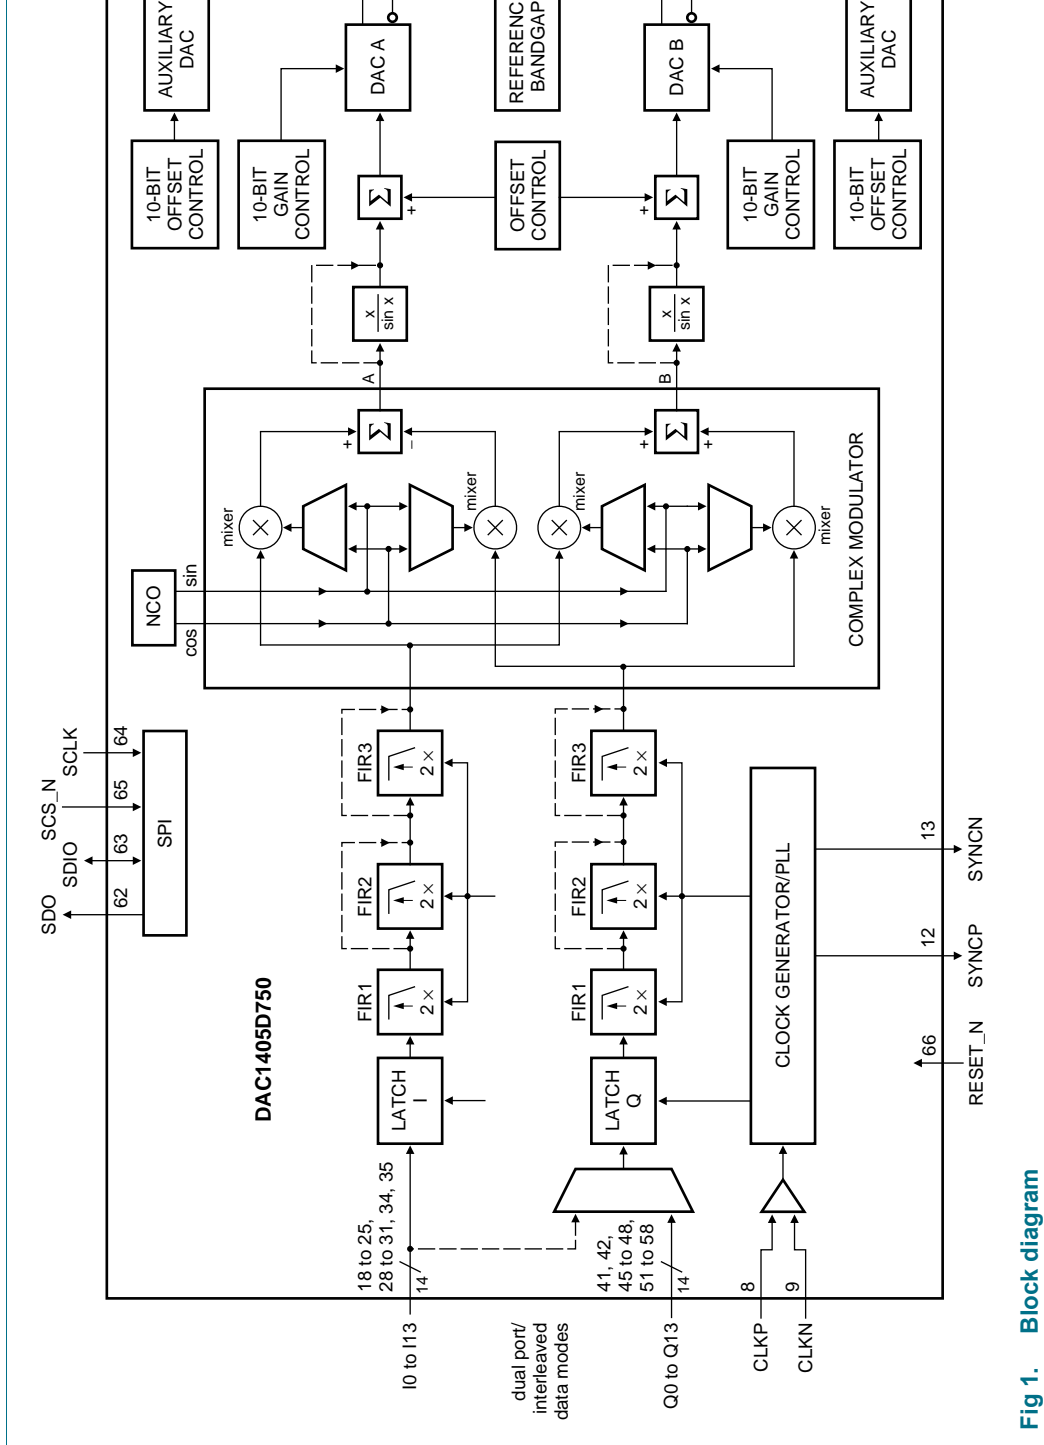 SDO
SDIO
SCS_N
SCLK
62
63
65
64
SPI
NCO
cos
sin
10-BIT
OFFSET
CONTROL
AUXILIARY
DAC
DAC1405D750
I0 to I13
18 to 25,
28 to 31, 34, 35
14
LATCH
I
FIR1
2 ×
FIR2
2 ×
FIR3
2 ×
mixer
×
mixer
×
+
Σ
−
A
x
sin x
Σ
+
10-BIT
GAIN
CONTROL
DAC A
dual port/
interleaved
data modes
Q0 to Q13
41, 42,
45 to 48,
51 to 58
14
LATCH
Q
FIR1
2 ×
FIR2
2 ×
FIR3
2 ×
mixer
×
mixer
×
+
Σ
+
B
x
sin x
+
Σ
OFFSET
CONTROL
BANDGAP
DAC B
10-BIT
GAIN
CONTROL
COMPLEX MODULATOR
10-BIT
OFFSET
CONTROL
AUXILIARY
DAC
CLKP
8
CLKN
9
CLOCK GENERATOR/PLL
66
RESET_N
12
SYNCP
13
SYNCN
Fig 1. Block diagram